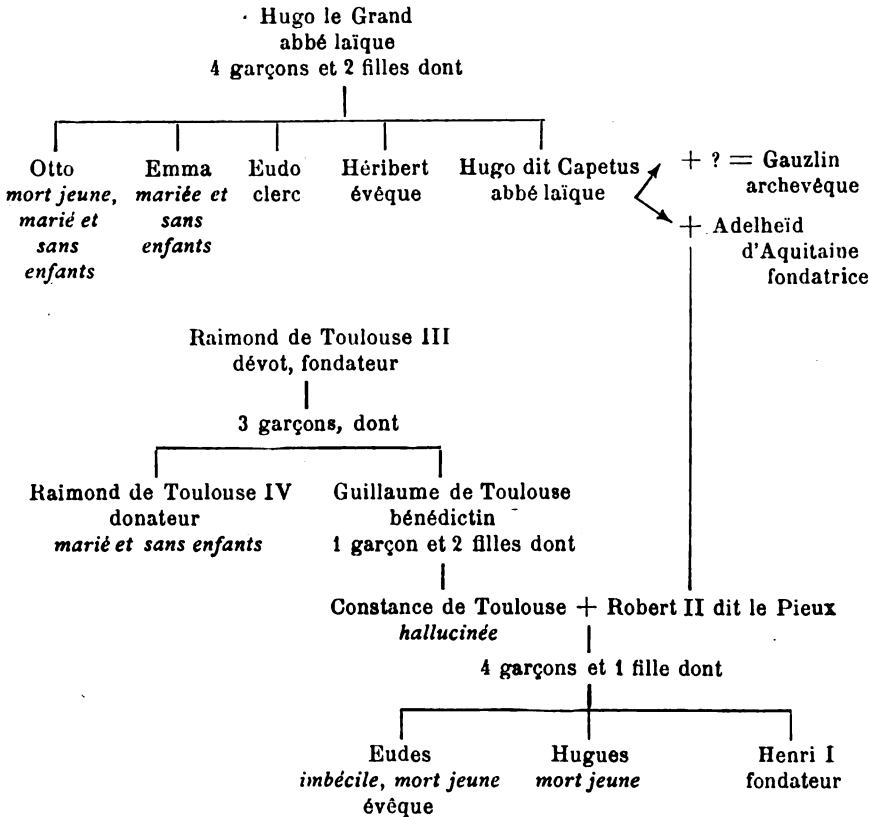 Hugo le Grand
abbé laïque
4 garçons et 2 filles dont
Otto
mort jeune,
marié et
sans
enfants
Emma
mariée et
sans
enfants
Eudo
clerc
Héribert
évêque
Hugo dit Capetus
abbé laïque
+ ? = Gauzlin
archevêque
+ Adelheïd
d'Aquitaine
fondatrice
Raimond de Toulouse III
dévot, fondateur
3 garçons, dont
Raimond de Toulouse IV
donateur
marié et sans enfants
Guillaume de Toulouse
bénédictin
1 garçon et 2 filles dont
Constance de Toulouse + Robert II dit le Pieux
hallucinée
4 garçons et 1 fille dont
Eudes
imbécile, mort jeune
évêque
Hugues
mort jeune
Henri I
fondateur